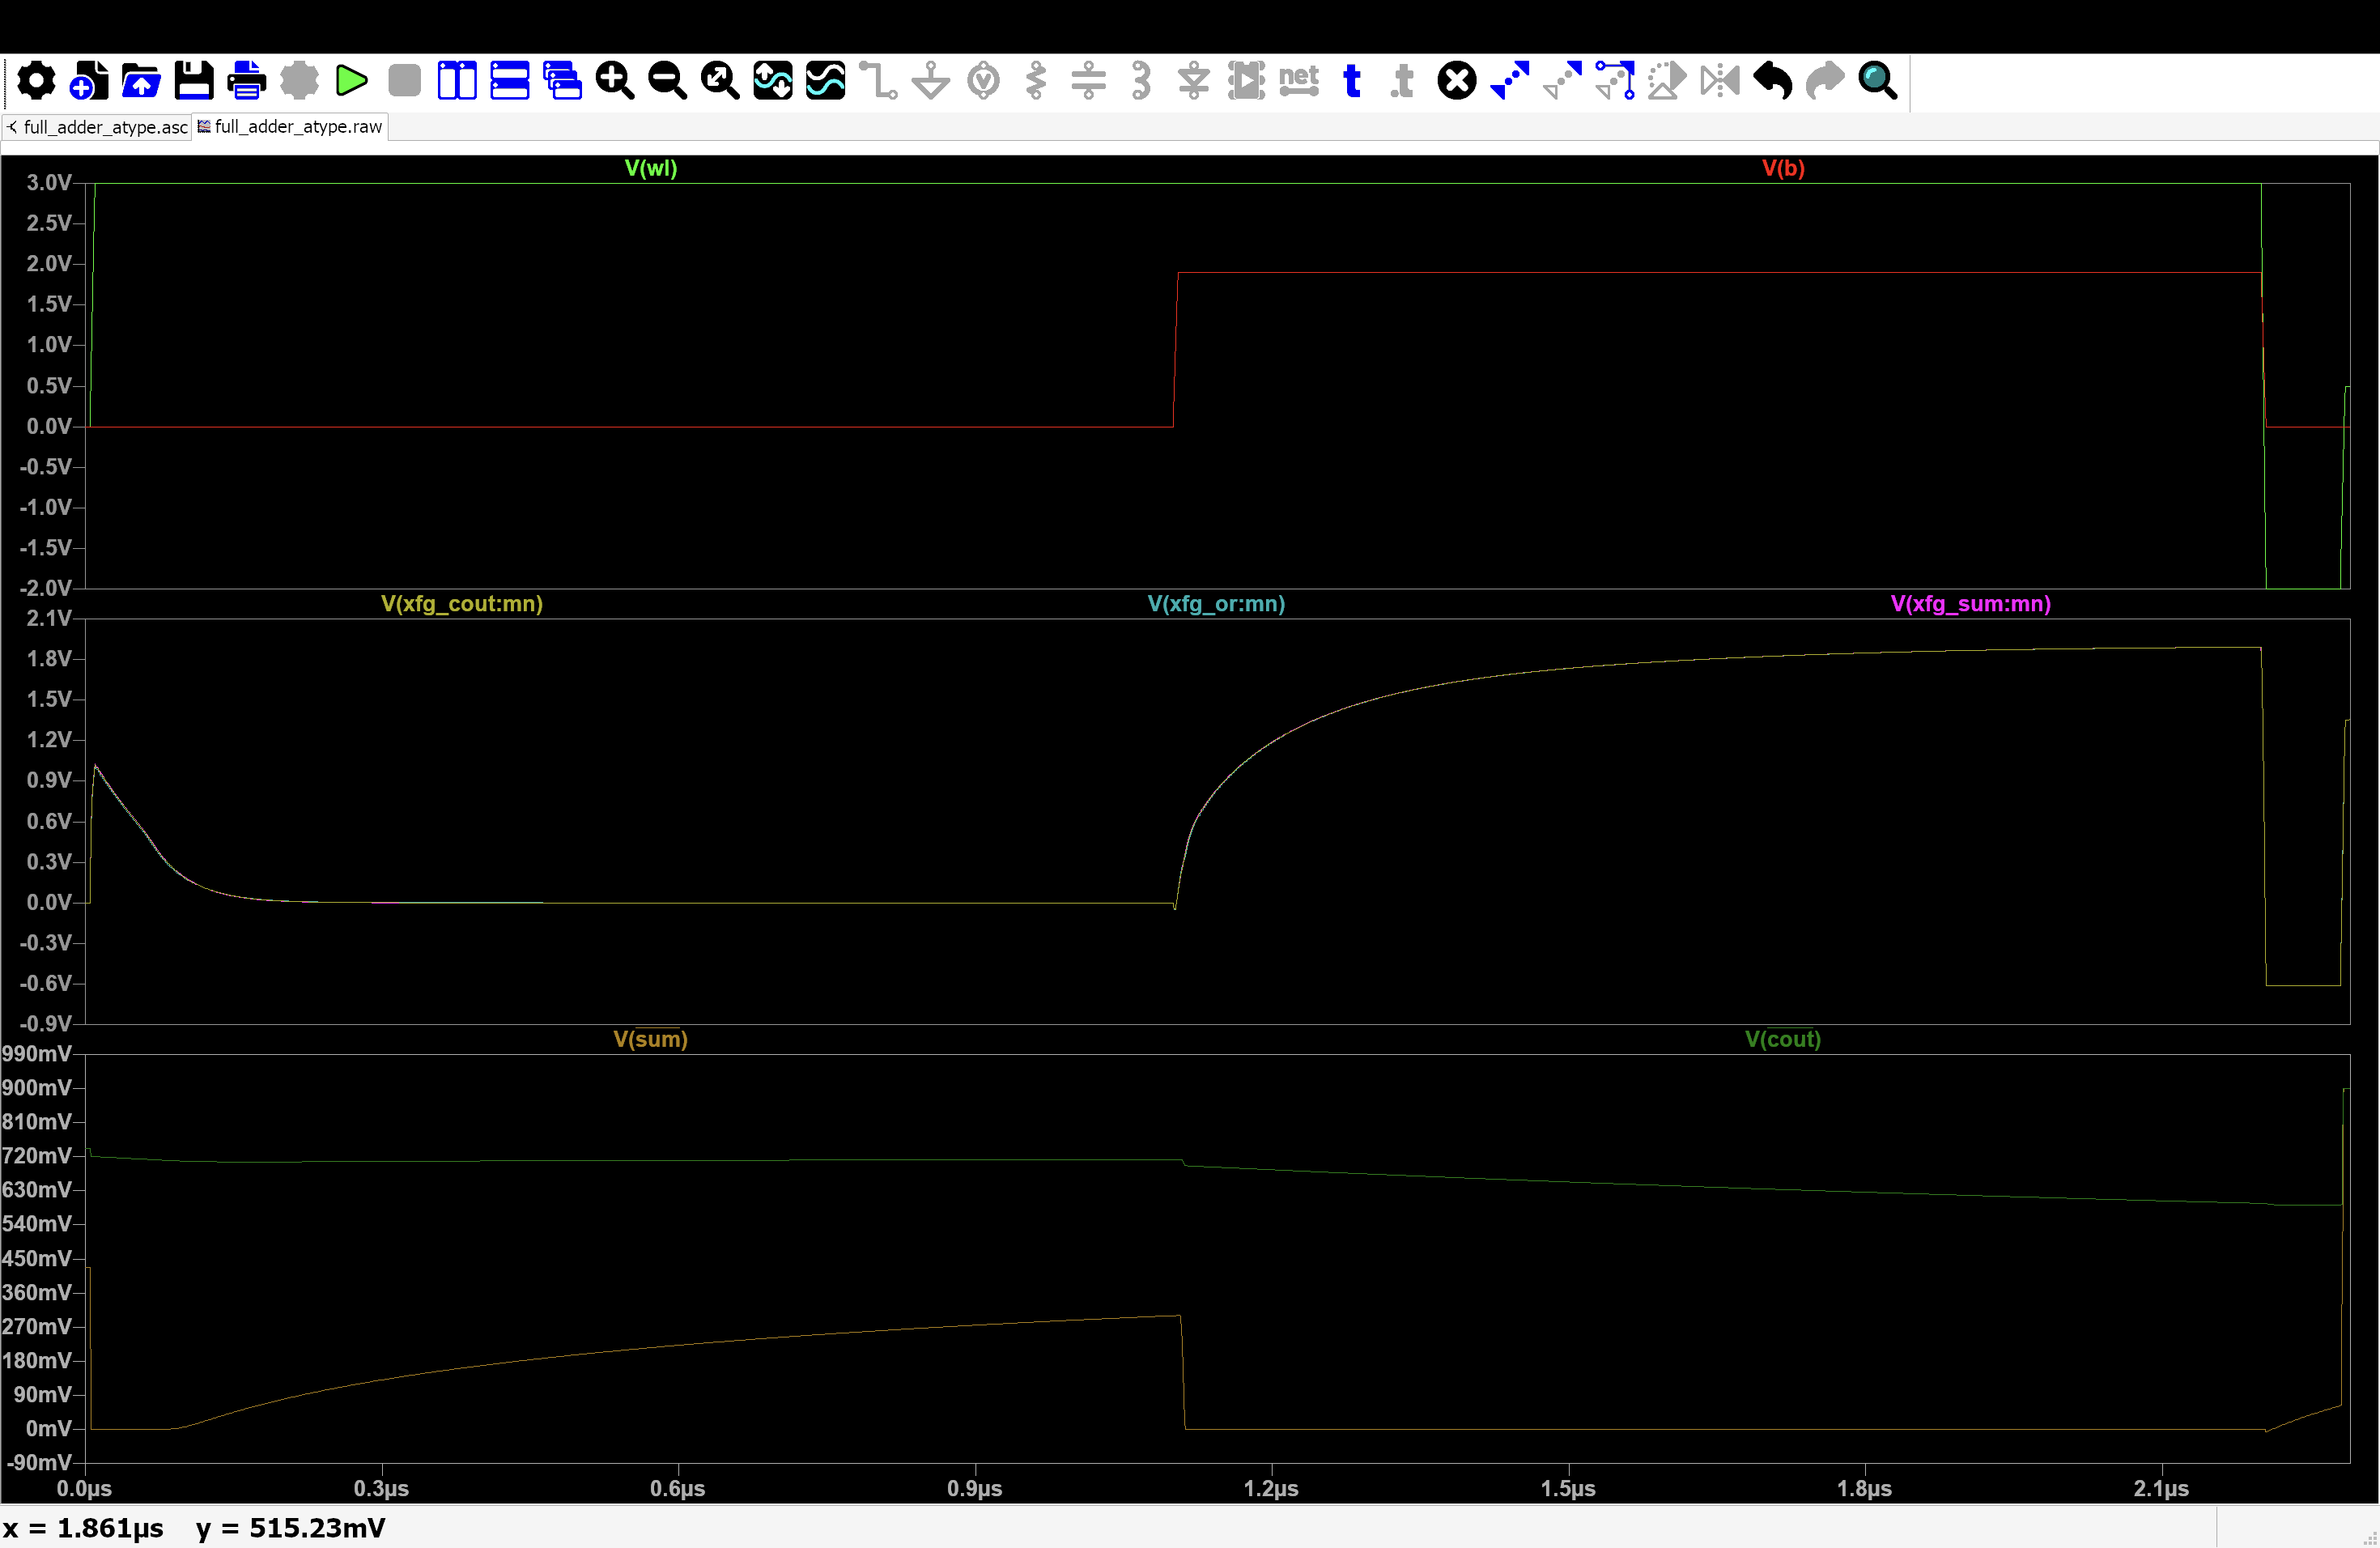 net t .t
full_adder_atype.asc full_adder_atype.raw
V(wl) V(b)
3.0V
2.5V
2.0V
1.5V
1.0V
0.5V
0.0V
-0.5V
-1.0V
-1.5V
-2.0V
V(xfg_cout:mn) V(xfg_or:mn) V(xfg_sum:mn)
2.1V
1.8V
1.5V
1.2V
0.9V
0.6V
0.3V
0.0V
-0.3V
-0.6V
-0.9V
V(s̅u̅m̅) V(c̅o̅u̅t̅)
990mV
900mV
810mV
720mV
630mV
540mV
450mV
360mV
270mV
180mV
90mV
0mV
-90mV
0.0µs 0.3µs 0.6µs 0.9µs 1.2µs 1.5µs 1.8µs 2.1µs
x = 1.861µs y = 515.23mV